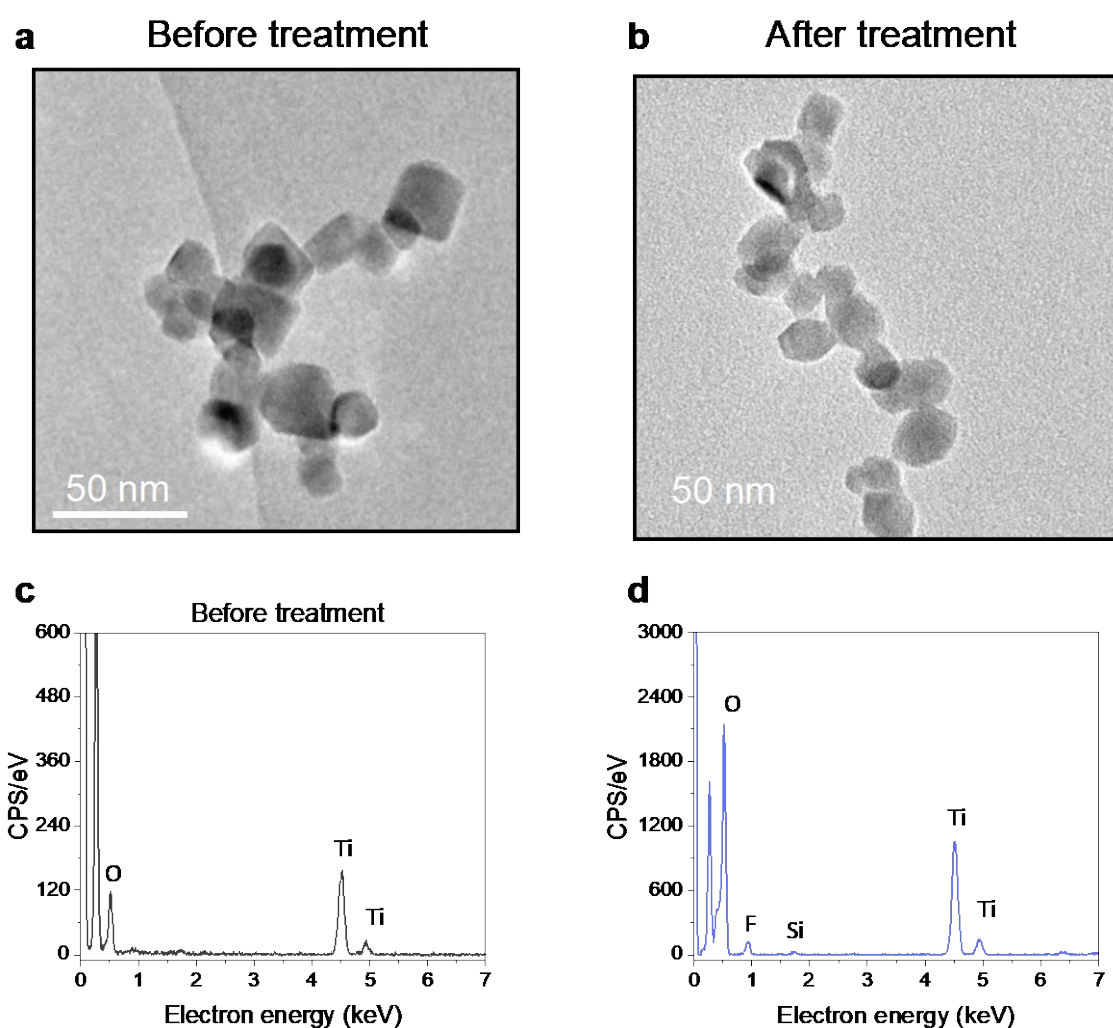 a Before treatment
b After treatment
50 nm
50 nm
c
Before treatment
600
480
360
240
120
0
CPS/eV
O
Ti
Ti
0 1 2 3 4 5 6 7
Electron energy (keV)
d
3000
2400
1800
1200
600
0
CPS/eV
O
F
Si
Ti
Ti
0 1 2 3 4 5 6 7
Electron energy (keV)